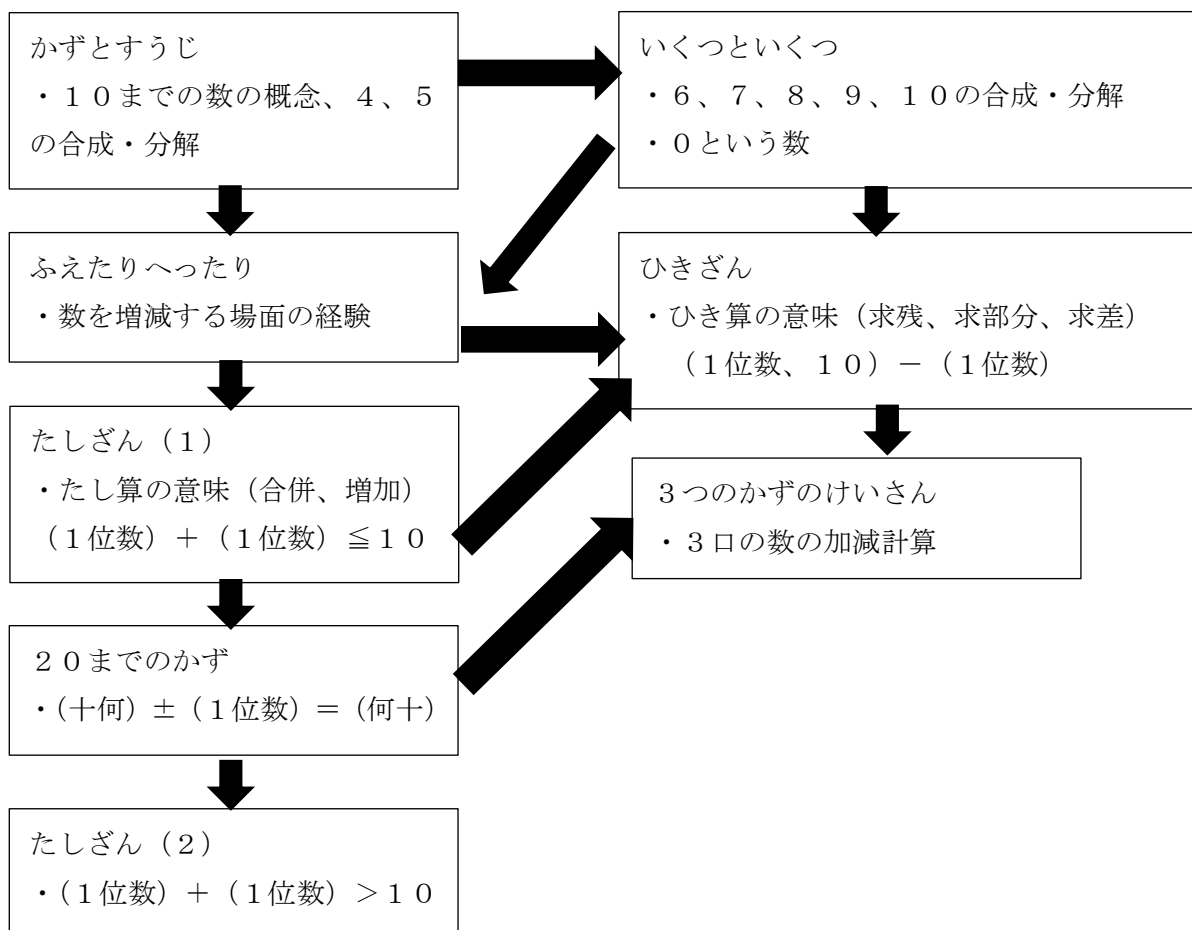 かずとすうじ
・１０までの数の概念、４、５
の合成・分解
いくつといくつ
・６、７、８、９、１０の合成・分解
・０という数
ふえたりへったり
・数を増減する場面の経験
ひきざん
・ひき算の意味（求残、求部分、求差）
（１位数、１０）－（１位数）
たしざん（１）
・たし算の意味（合併、増加）
（１位数）＋（１位数）≦１０
３つのかずのけいさん
・３口の数の加減計算
２０までのかず
・（十何）±（１位数）＝（何十）
たしざん（２）
・（１位数）＋（１位数）＞１０